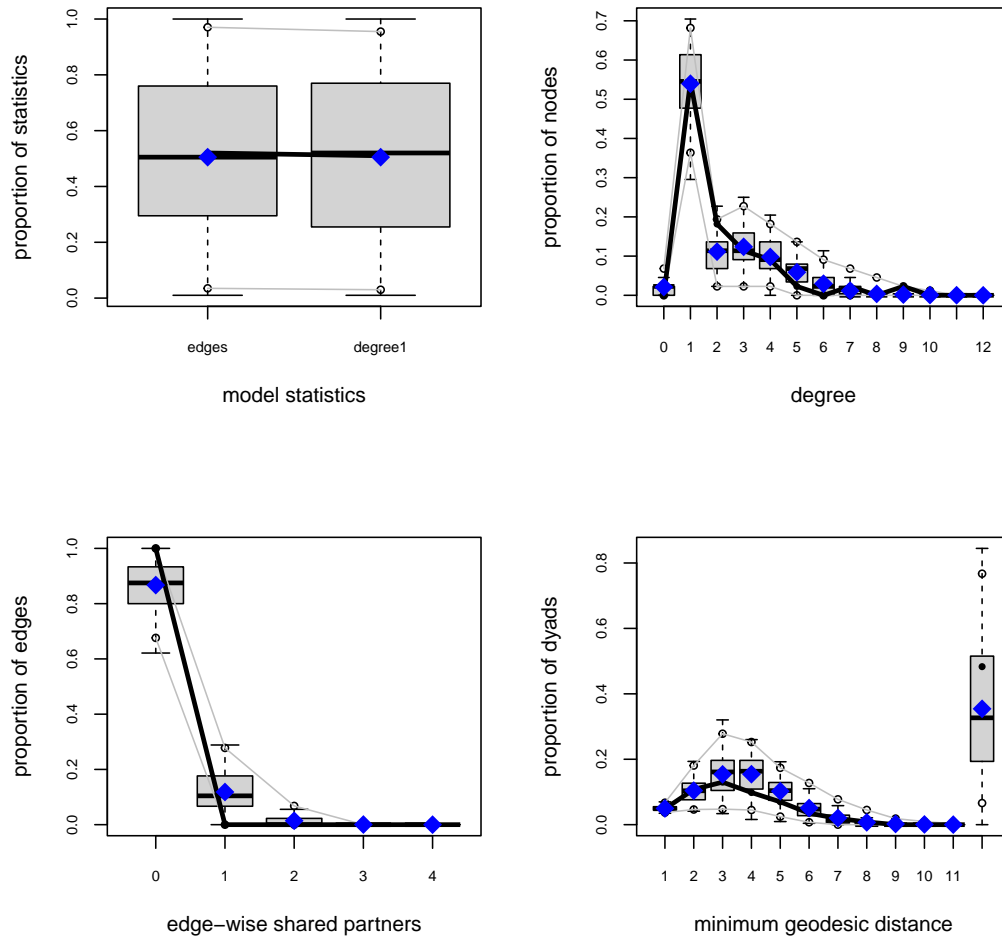 proportion of statistics
1.0
0.8
0.6
0.4
0.2
0.0
edges degree1
model statistics
proportion of nodes
0.7
0.6
0.5
0.4
0.3
0.2
0.1
0.0
0 1 2 3 4 5 6 7 8 9 10 12
degree
proportion of edges
1.0
0.8
0.6
0.4
0.2
0.0
0 1 2 3 4
edge−wise shared partners
proportion of dyads
0.8
0.6
0.4
0.2
0.0
1 2 3 4 5 6 7 8 9 10 11
minimum geodesic distance